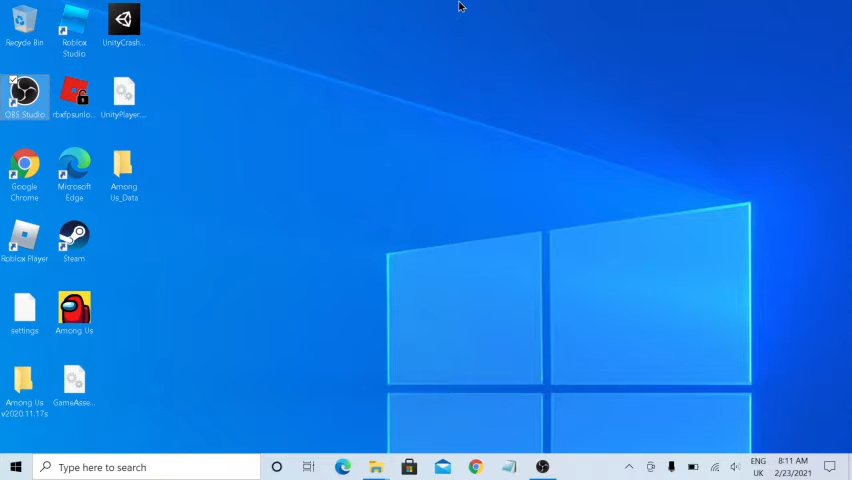 Recycle Bin
Roblox
Studio
UnityCrash...
OBS Studio
rbxfpsunlo...
UnityPlayer...
Google
Chrome
Microsoft
Edge
Among
Us_Data
Roblox Player
Steam
settings
Among Us
Among Us
v2020.11.17s
GameAsse...
Type here to search
ENG
UK
8:11 AM
2/23/2021